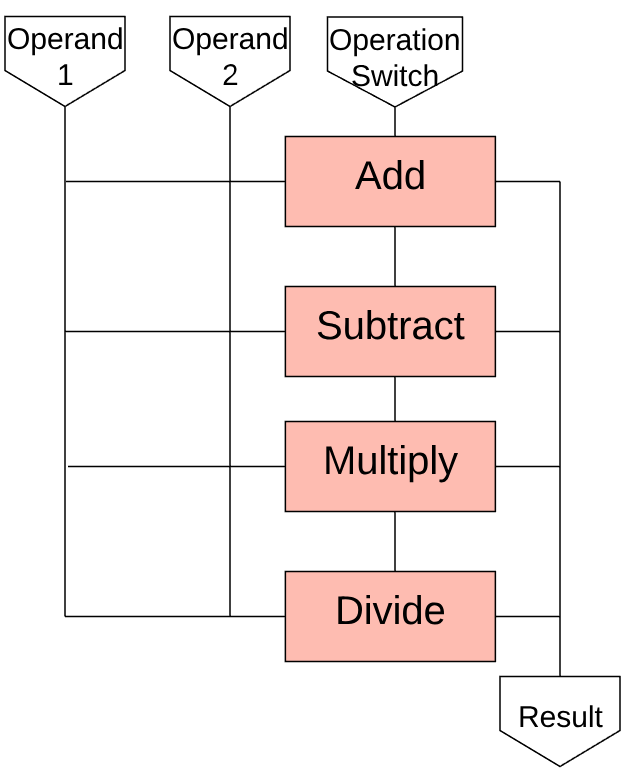 Operand
1
Operand
2
Operation
Switch
Add
Subtract
Multiply
Divide
Result